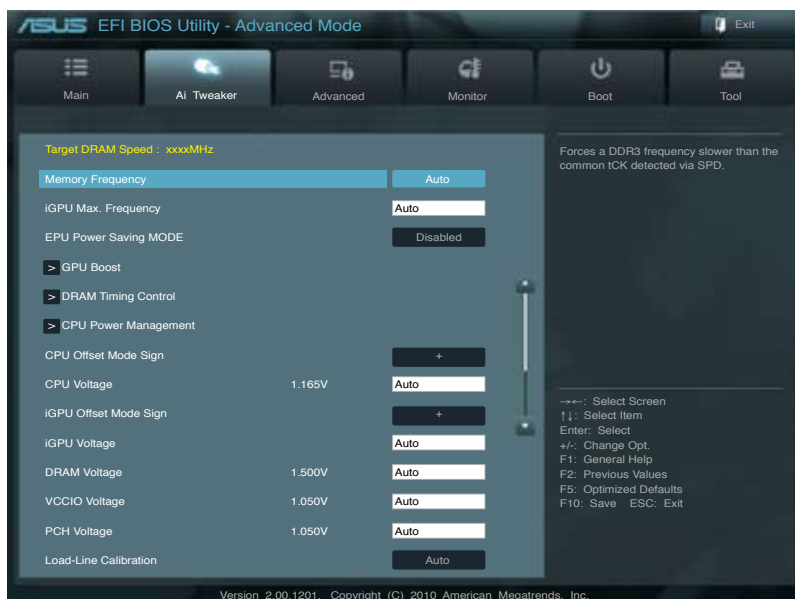 ASUS EFI BIOS Utility - Advanced Mode
Exit
Main
Ai Tweaker
Advanced
Monitor
Boot
Tool
Target DRAM Speed : xxxxMHz
Memory Frequency Auto
iGPU Max. Frequency Auto
EPU Power Saving MODE Disabled
> GPU Boost
> DRAM Timing Control
> CPU Power Management
CPU Offset Mode Sign +
CPU Voltage 1.165V Auto
iGPU Offset Mode Sign +
iGPU Voltage Auto
DRAM Voltage 1.500V Auto
VCCIO Voltage 1.050V Auto
PCH Voltage 1.050V Auto
Load-Line Calibration Auto
Forces a DDR3 frequency slower than the
common tCK detected via SPD.
→←: Select Screen
↑↓: Select Item
Enter: Select
+/-: Change Opt.
F1: General Help
F2: Previous Values
F5: Optimized Defaults
F10: Save ESC: Exit
Version 2.00.1201. Copyright (C) 2010 American Megatrends, Inc.